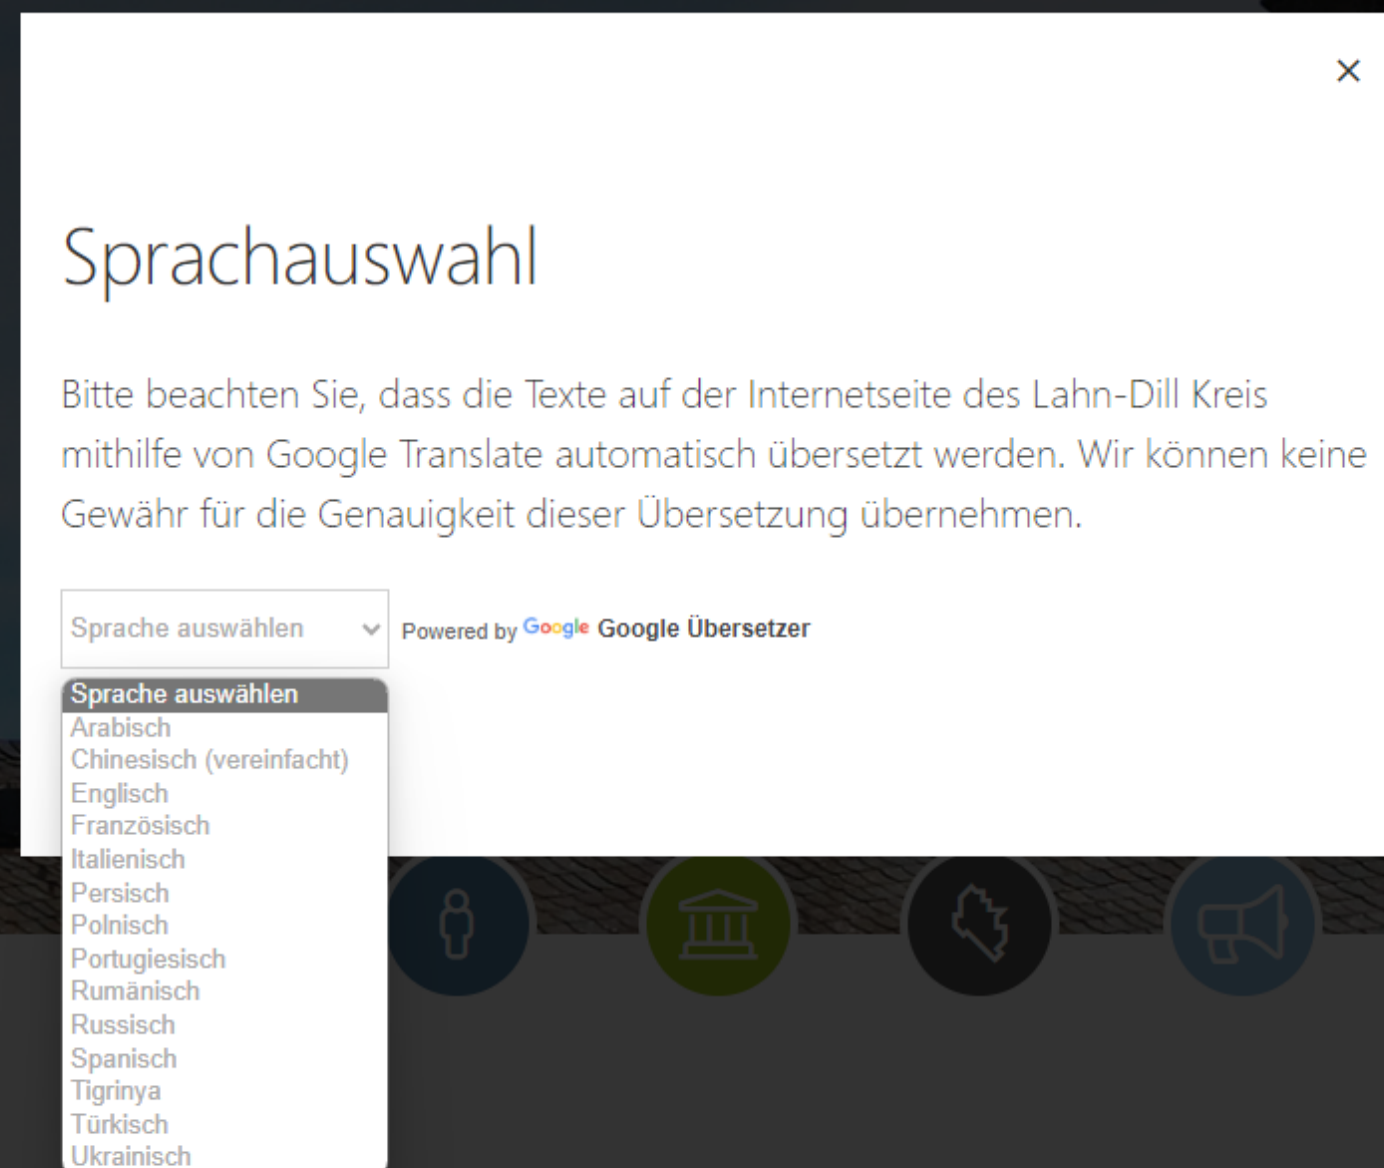 ×
Sprachauswahl
Bitte beachten Sie, dass die Texte auf der Internetseite des Lahn-Dill Kreis
mithilfe von Google Translate automatisch übersetzt werden. Wir können keine
Gewähr für die Genauigkeit dieser Übersetzung übernehmen.
Sprache auswählen Powered by Google Google Übersetzer
Sprache auswählen
Arabisch
Chinesisch (vereinfacht)
Englisch
Französisch
Italienisch
Persisch
Polnisch
Portugiesisch
Rumänisch
Russisch
Spanisch
Tigrinya
Türkisch
Ukrainisch